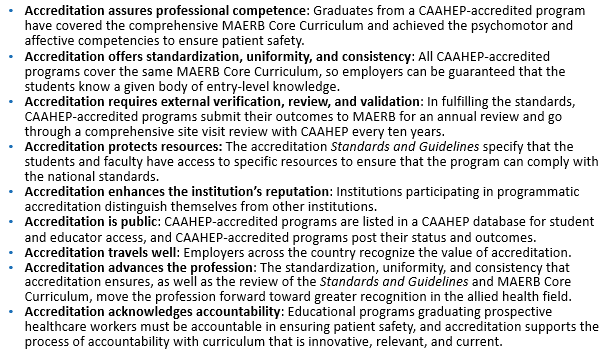 • Accreditation assures professional competence: Graduates from a CAAHEP-accredited program
have covered the comprehensive MAERB Core Curriculum and achieved the psychomotor and
affective competencies to ensure patient safety.
• Accreditation offers standardization, uniformity, and consistency: All CAAHEP-accredited
programs cover the same MAERB Core Curriculum, so employers can be guaranteed that the
students know a given body of entry-level knowledge.
• Accreditation requires external verification, review, and validation: In fulfilling the standards,
CAAHEP-accredited programs submit their outcomes to MAERB for an annual review and go
through a comprehensive site visit review with CAAHEP every ten years.
• Accreditation protects resources: The accreditation Standards and Guidelines specify that the
students and faculty have access to specific resources to ensure that the program can comply with
the national standards.
• Accreditation enhances the institution’s reputation: Institutions participating in programmatic
accreditation distinguish themselves from other institutions.
• Accreditation is public: CAAHEP-accredited programs are listed in a CAAHEP database for student
and educator access, and CAAHEP-accredited programs post their status and outcomes.
• Accreditation travels well: Employers across the country recognize the value of accreditation.
• Accreditation advances the profession: The standardization, uniformity, and consistency that
accreditation ensures, as well as the review of the Standards and Guidelines and MAERB Core
Curriculum, move the profession forward toward greater recognition in the allied health field.
• Accreditation acknowledges accountability: Educational programs graduating prospective
healthcare workers must be accountable in ensuring patient safety, and accreditation supports the
process of accountability with curriculum that is innovative, relevant, and current.